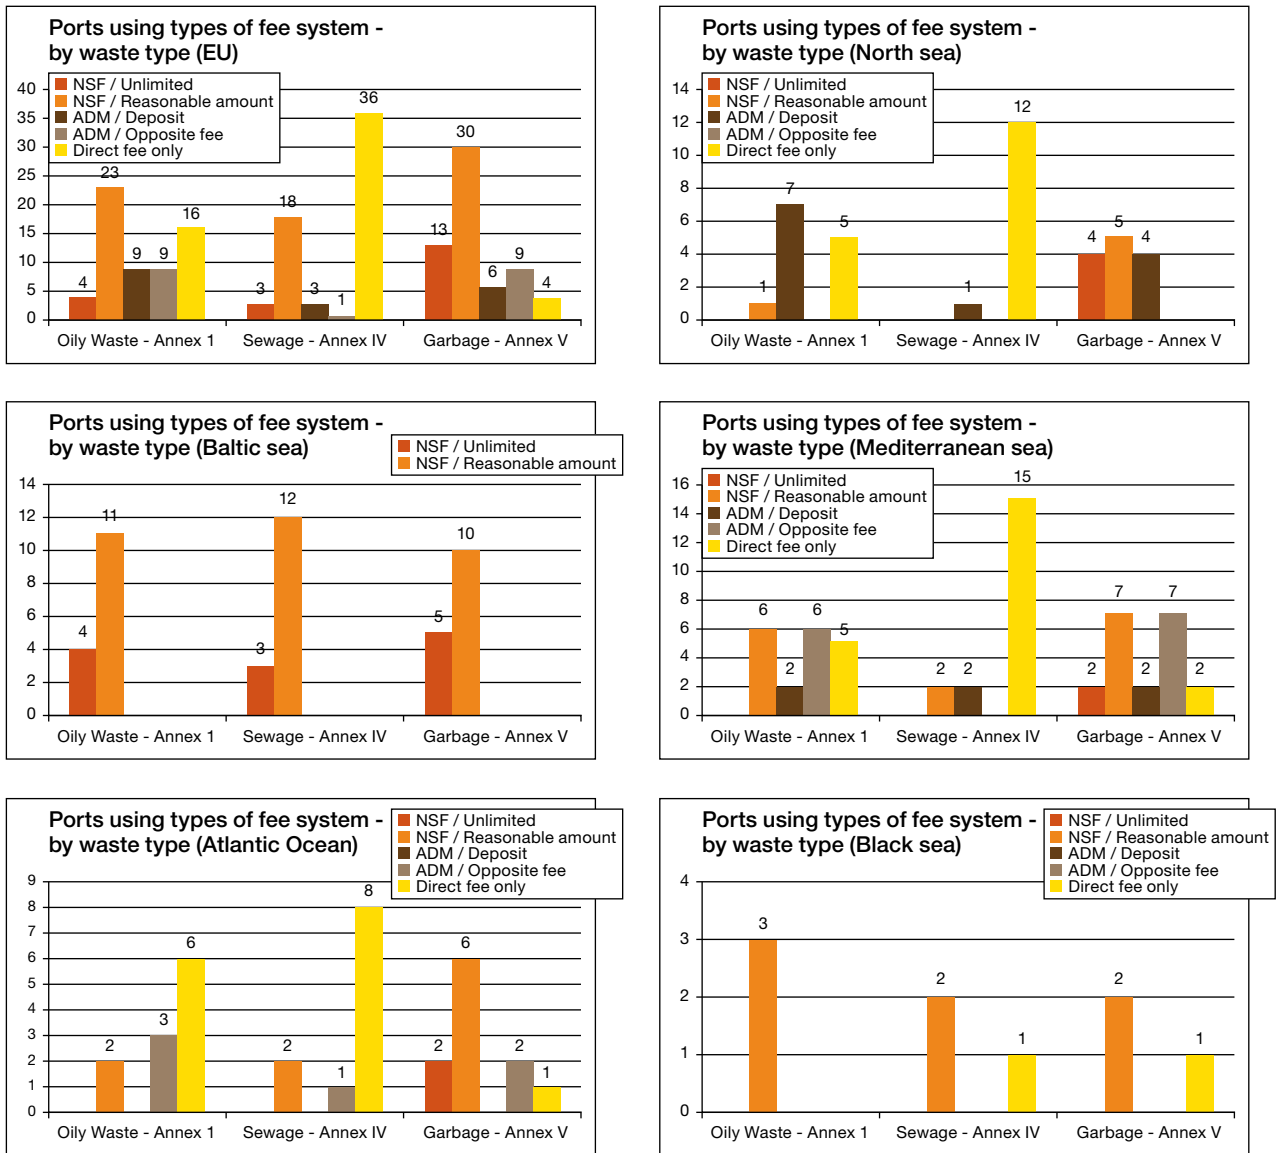 Ports using types of fee system -
by waste type (EU)
NSF / Unlimited
NSF / Reasonable amount
ADM / Deposit
ADM / Opposite fee
Direct fee only
40
35
30
25
20
15
10
5
0
4
23
9
9
16
3
18
3
1
36
13
30
6
9
4
Oily Waste - Annex 1
Sewage - Annex IV
Garbage - Annex V
Ports using types of fee system -
by waste type (North sea)
NSF / Unlimited
NSF / Reasonable amount
ADM / Deposit
ADM / Opposite fee
Direct fee only
14
12
10
8
6
4
2
0
1
7
5
1
12
4
5
4
Oily Waste - Annex 1
Sewage - Annex IV
Garbage - Annex V
Ports using types of fee system -
by waste type (Baltic sea)
NSF / Unlimited
NSF / Reasonable amount
14
12
10
8
6
4
2
0
4
11
3
12
5
10
Oily Waste - Annex 1
Sewage - Annex IV
Garbage - Annex V
Ports using types of fee system -
by waste type (Mediterranean sea)
NSF / Unlimited
NSF / Reasonable amount
ADM / Deposit
ADM / Opposite fee
Direct fee only
16
14
12
10
8
6
4
2
0
6
2
6
5
2
2
15
2
7
2
7
2
Oily Waste - Annex 1
Sewage - Annex IV
Garbage - Annex V
Ports using types of fee system -
by waste type (Atlantic Ocean)
NSF / Unlimited
NSF / Reasonable amount
ADM / Deposit
ADM / Opposite fee
Direct fee only
9
8
7
6
5
4
3
2
1
0
2
3
6
2
1
8
2
6
2
1
Oily Waste - Annex 1
Sewage - Annex IV
Garbage - Annex V
Ports using types of fee system -
by waste type (Black sea)
NSF / Unlimited
NSF / Reasonable amount
ADM / Deposit
ADM / Opposite fee
Direct fee only
4
3
2
1
0
3
2
1
2
1
Oily Waste - Annex 1
Sewage - Annex IV
Garbage - Annex V